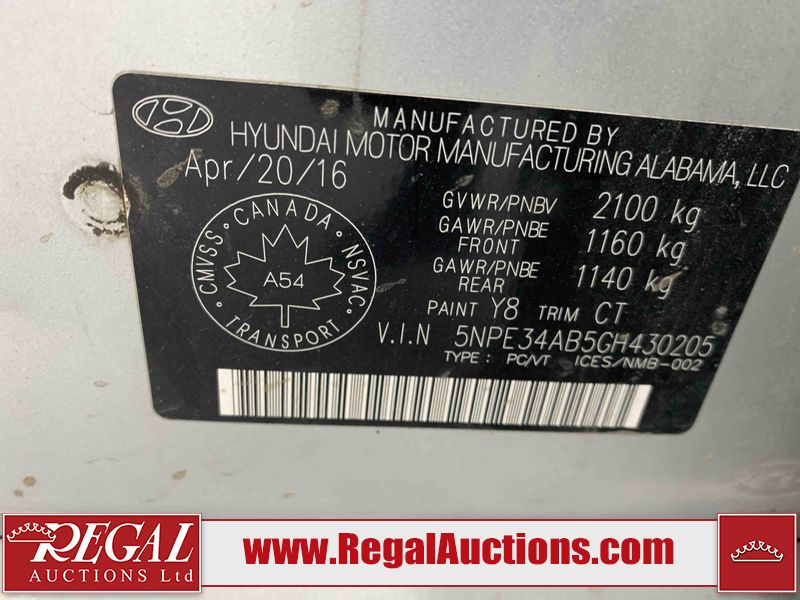 MANUFACTURED BY
HYUNDAI MOTOR MANUFACTURING ALABAMA, LLC
Apr/20/16
GVWR/PNBV 2100 kg
GAWR/PNBE FRONT 1160 kg
GAWR/PNBE REAR 1140 kg
PAINT Y8 TRIM CT
V.I.N 5NPE34AB5GH430205
TYPE: PC/VT ICES/NMB-002
CMVSS · CANADA · NSVAC · TRANSPORT
A54
REGAL
AUCTIONS Ltd
www.RegalAuctions.com